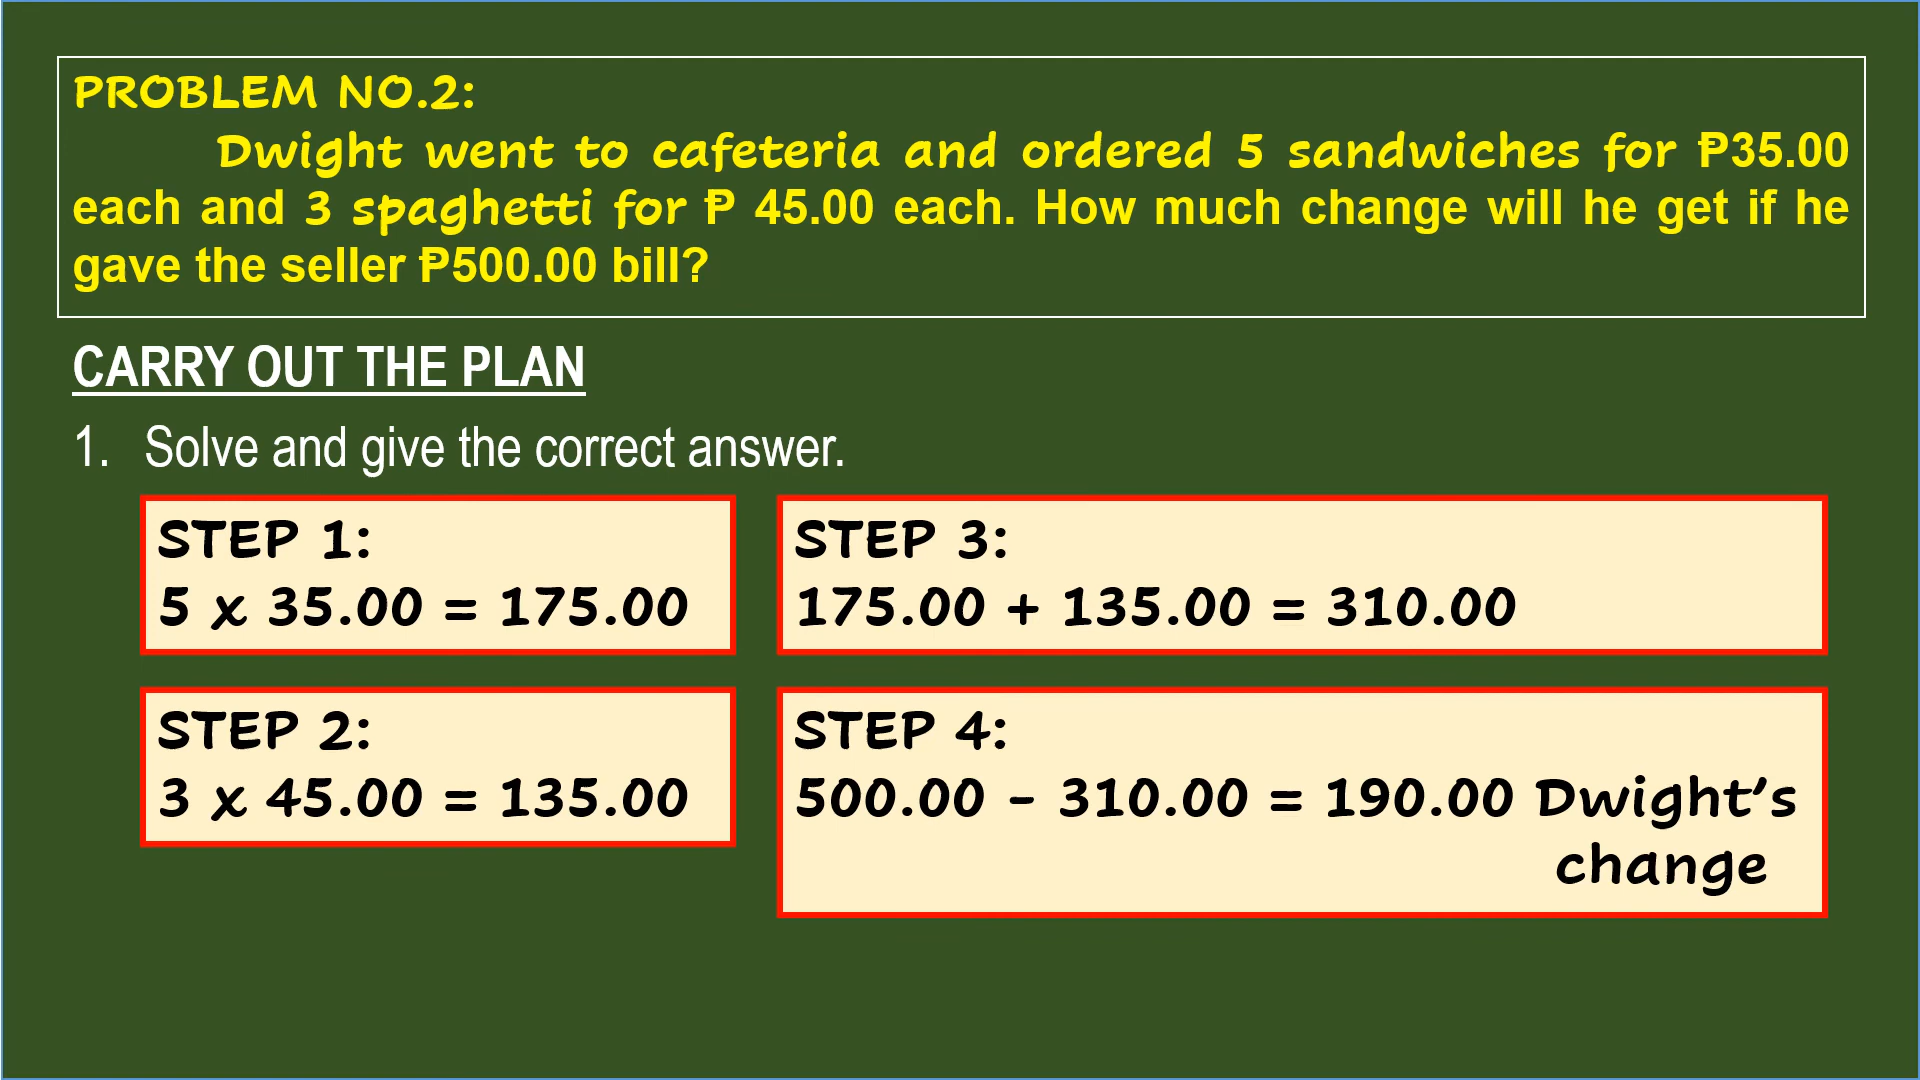 PROBLEM NO.2:
Dwight went to cafeteria and ordered 5 sandwiches for ₱35.00
each and 3 spaghetti for ₱ 45.00 each. How much change will he get if he
gave the seller ₱500.00 bill?
CARRY OUT THE PLAN
1. Solve and give the correct answer.
STEP 1:
5 x 35.00 = 175.00
STEP 2:
3 x 45.00 = 135.00
STEP 3:
175.00 + 135.00 = 310.00
STEP 4:
500.00 - 310.00 = 190.00 Dwight’s
change